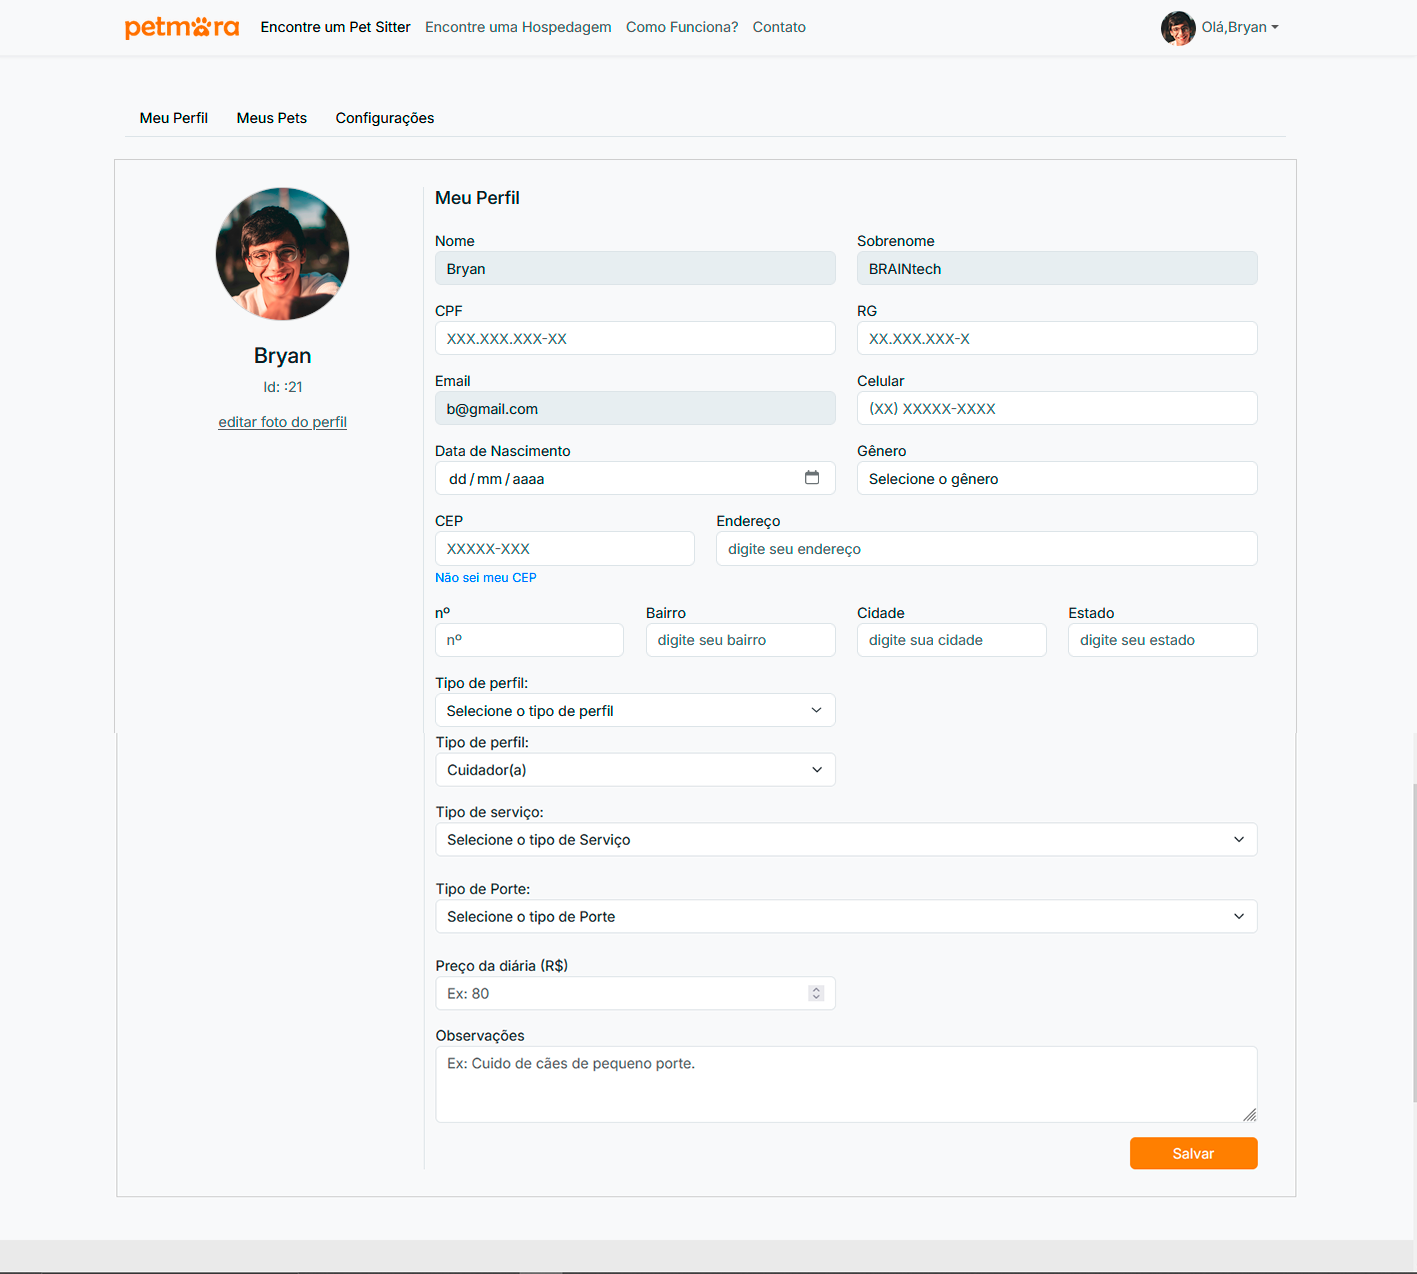 petmora Encontre um Pet Sitter Encontre uma Hospedagem Como Funciona? Contato Olá,Bryan
Meu Perfil Meus Pets Configurações
Bryan
Id: :21
editar foto do perfil
Meu Perfil
Nome Sobrenome
Bryan BRAINtech
CPF RG
XXX.XXX.XXX-XX XX.XXX.XXX-X
Email Celular
b@gmail.com (XX) XXXXX-XXXX
Data de Nascimento Gênero
dd/mm/aaaa Selecione o gênero
CEP Endereço
XXXXX-XXX digite seu endereço
Não sei meu CEP
nº Bairro Cidade Estado
nº digite seu bairro digite sua cidade digite seu estado
Tipo de perfil:
Selecione o tipo de perfil
Tipo de perfil:
Cuidador(a)
Tipo de serviço:
Selecione o tipo de Serviço
Tipo de Porte:
Selecione o tipo de Porte
Preço da diária (R$)
Ex: 80
Observações
Ex: Cuido de cães de pequeno porte.
Salvar